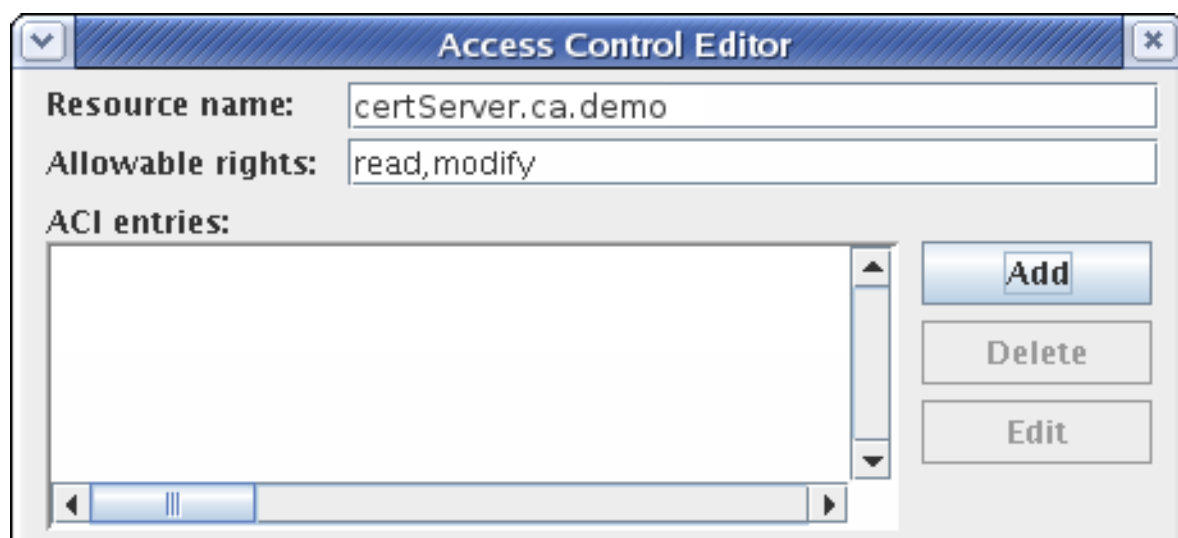 Access Control Editor
Resource name: certServer.ca.demo
Allowable rights: read,modify
ACI entries:
Add
Delete
Edit